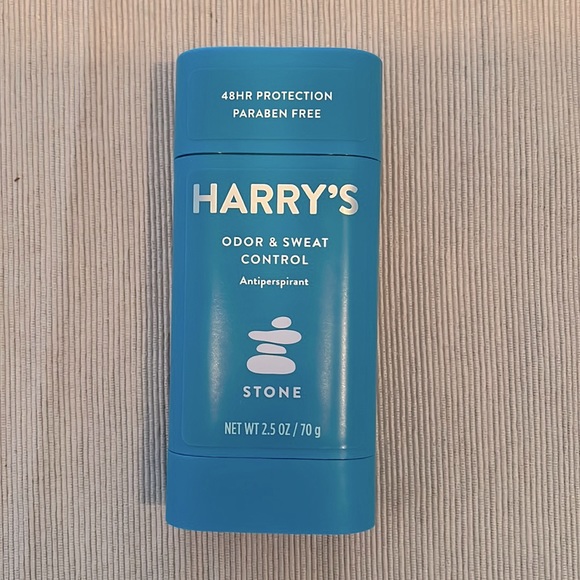 48HR PROTECTION
PARABEN FREE
HARRY'S
ODOR & SWEAT
CONTROL
Antiperspirant
STONE
NET WT 2.5 OZ / 70 g